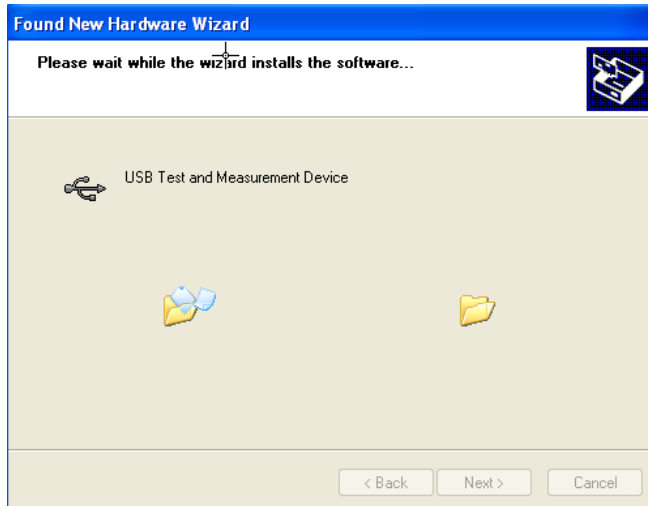 Found New Hardware Wizard
Please wait while the wizard installs the software...
USB Test and Measurement Device
< Back
Next >
Cancel